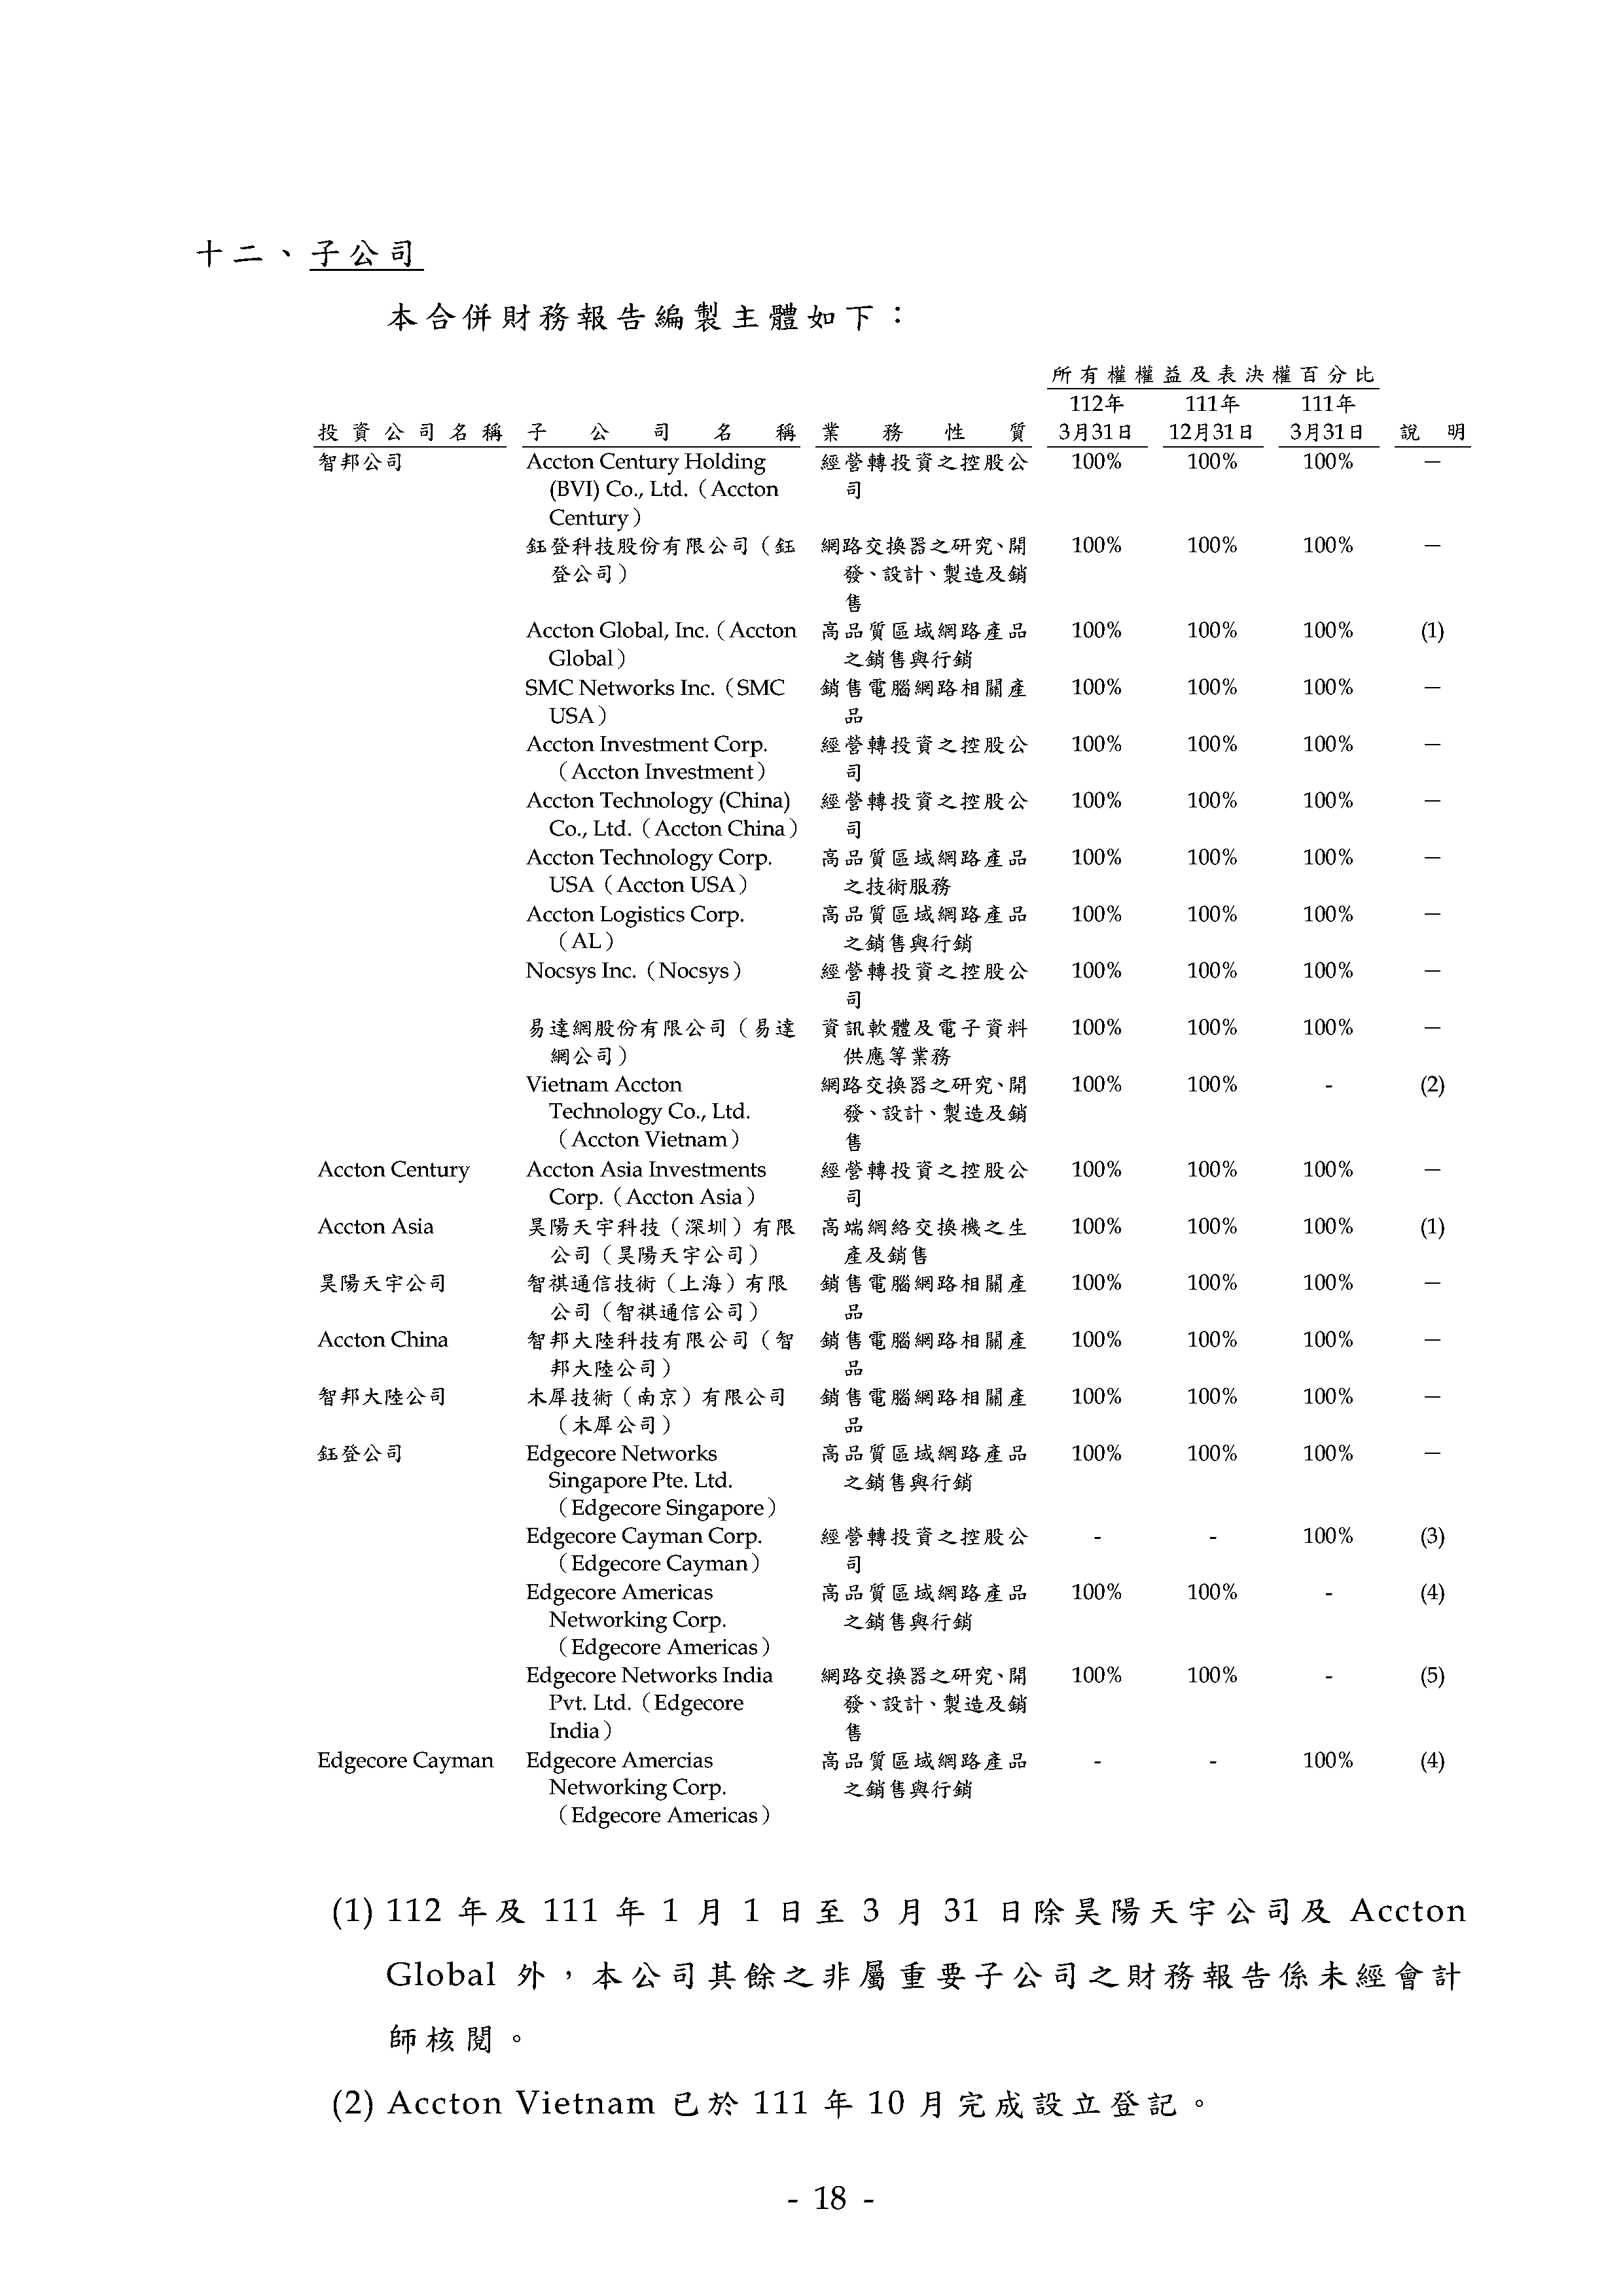 十二、子公司
本合併財務報告編製主體如下：
所有權權益及表決權百分比
112年 111年 111年
投資公司名稱 子公司名稱 業務性質 3月31日 12月31日 3月31日 說明
智邦公司 Accton Century Holding 經營轉投資之控股公 100% 100% 100% －
(BVI) Co., Ltd.（Accton 司
Century）
鈺登科技股份有限公司（鈺 網路交換器之研究、開 100% 100% 100% －
登公司） 發、設計、製造及銷
售
Accton Global, Inc.（Accton 高品質區域網路產品 100% 100% 100% (1)
Global） 之銷售與行銷
SMC Networks Inc.（SMC 銷售電腦網路相關產 100% 100% 100% －
USA） 品
Accton Investment Corp. 經營轉投資之控股公 100% 100% 100% －
（Accton Investment） 司
Accton Technology (China) 經營轉投資之控股公 100% 100% 100% －
Co., Ltd.（Accton China） 司
Accton Technology Corp. 高品質區域網路產品 100% 100% 100% －
USA（Accton USA） 之技術服務
Accton Logistics Corp. 高品質區域網路產品 100% 100% 100% －
（AL） 之銷售與行銷
Nocsys Inc.（Nocsys） 經營轉投資之控股公 100% 100% 100% －
司
易達網股份有限公司（易達 資訊軟體及電子資料 100% 100% 100% －
網公司） 供應等業務
Vietnam Accton 網路交換器之研究、開 100% 100% - (2)
Technology Co., Ltd. 發、設計、製造及銷
（Accton Vietnam） 售
Accton Century Accton Asia Investments 經營轉投資之控股公 100% 100% 100% －
Corp.（Accton Asia） 司
Accton Asia 昊陽天宇科技（深圳）有限 高端網絡交換機之生 100% 100% 100% (1)
公司（昊陽天宇公司） 產及銷售
昊陽天宇公司 智祺通信技術（上海）有限 銷售電腦網路相關產 100% 100% 100% －
公司（智祺通信公司） 品
Accton China 智邦大陸科技有限公司（智 銷售電腦網路相關產 100% 100% 100% －
邦大陸公司） 品
智邦大陸公司 木犀技術（南京）有限公司 銷售電腦網路相關產 100% 100% 100% －
（木犀公司） 品
鈺登公司 Edgecore Networks 高品質區域網路產品 100% 100% 100% －
Singapore Pte. Ltd. 之銷售與行銷
（Edgecore Singapore）
Edgecore Cayman Corp. 經營轉投資之控股公 - - 100% (3)
（Edgecore Cayman） 司
Edgecore Americas 高品質區域網路產品 100% 100% - (4)
Networking Corp. 之銷售與行銷
（Edgecore Americas）
Edgecore Networks India 網路交換器之研究、開 100% 100% - (5)
Pvt. Ltd.（Edgecore 發、設計、製造及銷
India） 售
Edgecore Cayman Edgecore Amercias 高品質區域網路產品 - - 100% (4)
Networking Corp. 之銷售與行銷
（Edgecore Americas）
(1) 112 年及 111 年 1 月 1 日至 3 月 31 日除昊陽天宇公司及 Accton
Global 外，本公司其餘之非屬重要子公司之財務報告係未經會計
師核閱。
(2) Accton Vietnam 已於 111 年 10 月完成設立登記。
- 18 -